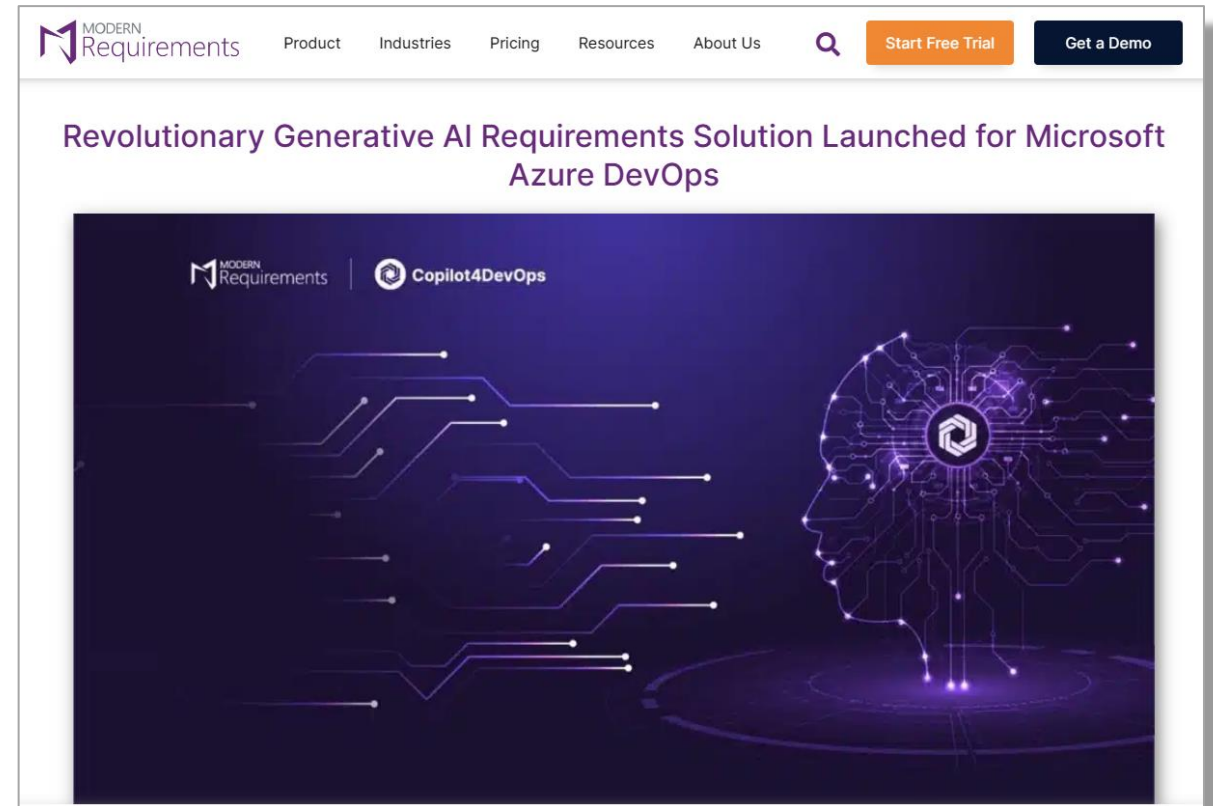 MODERN
Requirements
Product
Industries
Pricing
Resources
About Us
Start Free Trial
Get a Demo
Revolutionary Generative AI Requirements Solution Launched for Microsoft
Azure DevOps
MODERN
Requirements
Copilot4DevOps